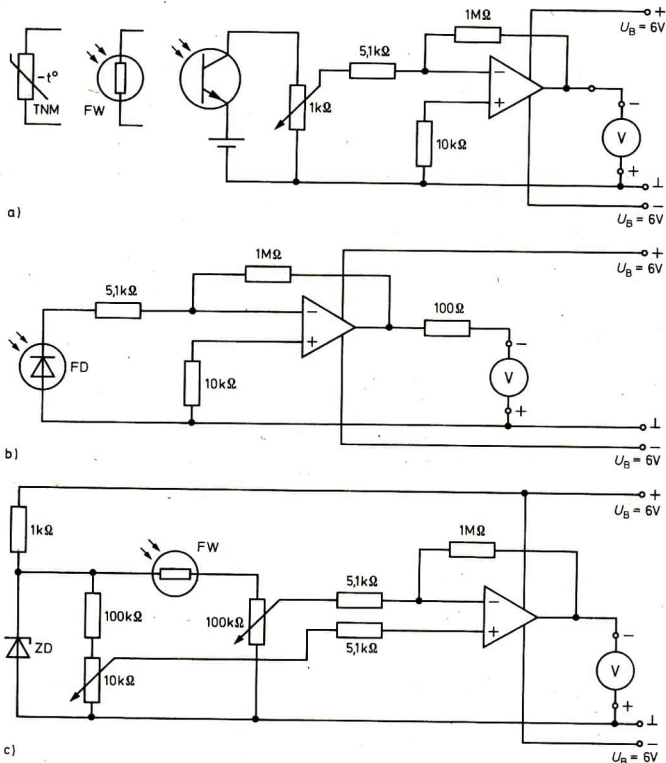 +
U_B = 6V
1MΩ
5,1kΩ
-t°
TNM
FW
1kΩ
10kΩ
−
+
−
V
+
⊥
−
U_B = 6V
a)
+
U_B = 6V
1MΩ
5,1kΩ
100Ω
−
+
−
FD
10kΩ
V
+
⊥
−
U_B = 6V
b)
+
U_B = 6V
1kΩ
FW
1MΩ
5,1kΩ
100kΩ
100kΩ
−
+
5,1kΩ
−
ZD
10kΩ
V
+
⊥
−
U_B = 6V
c)